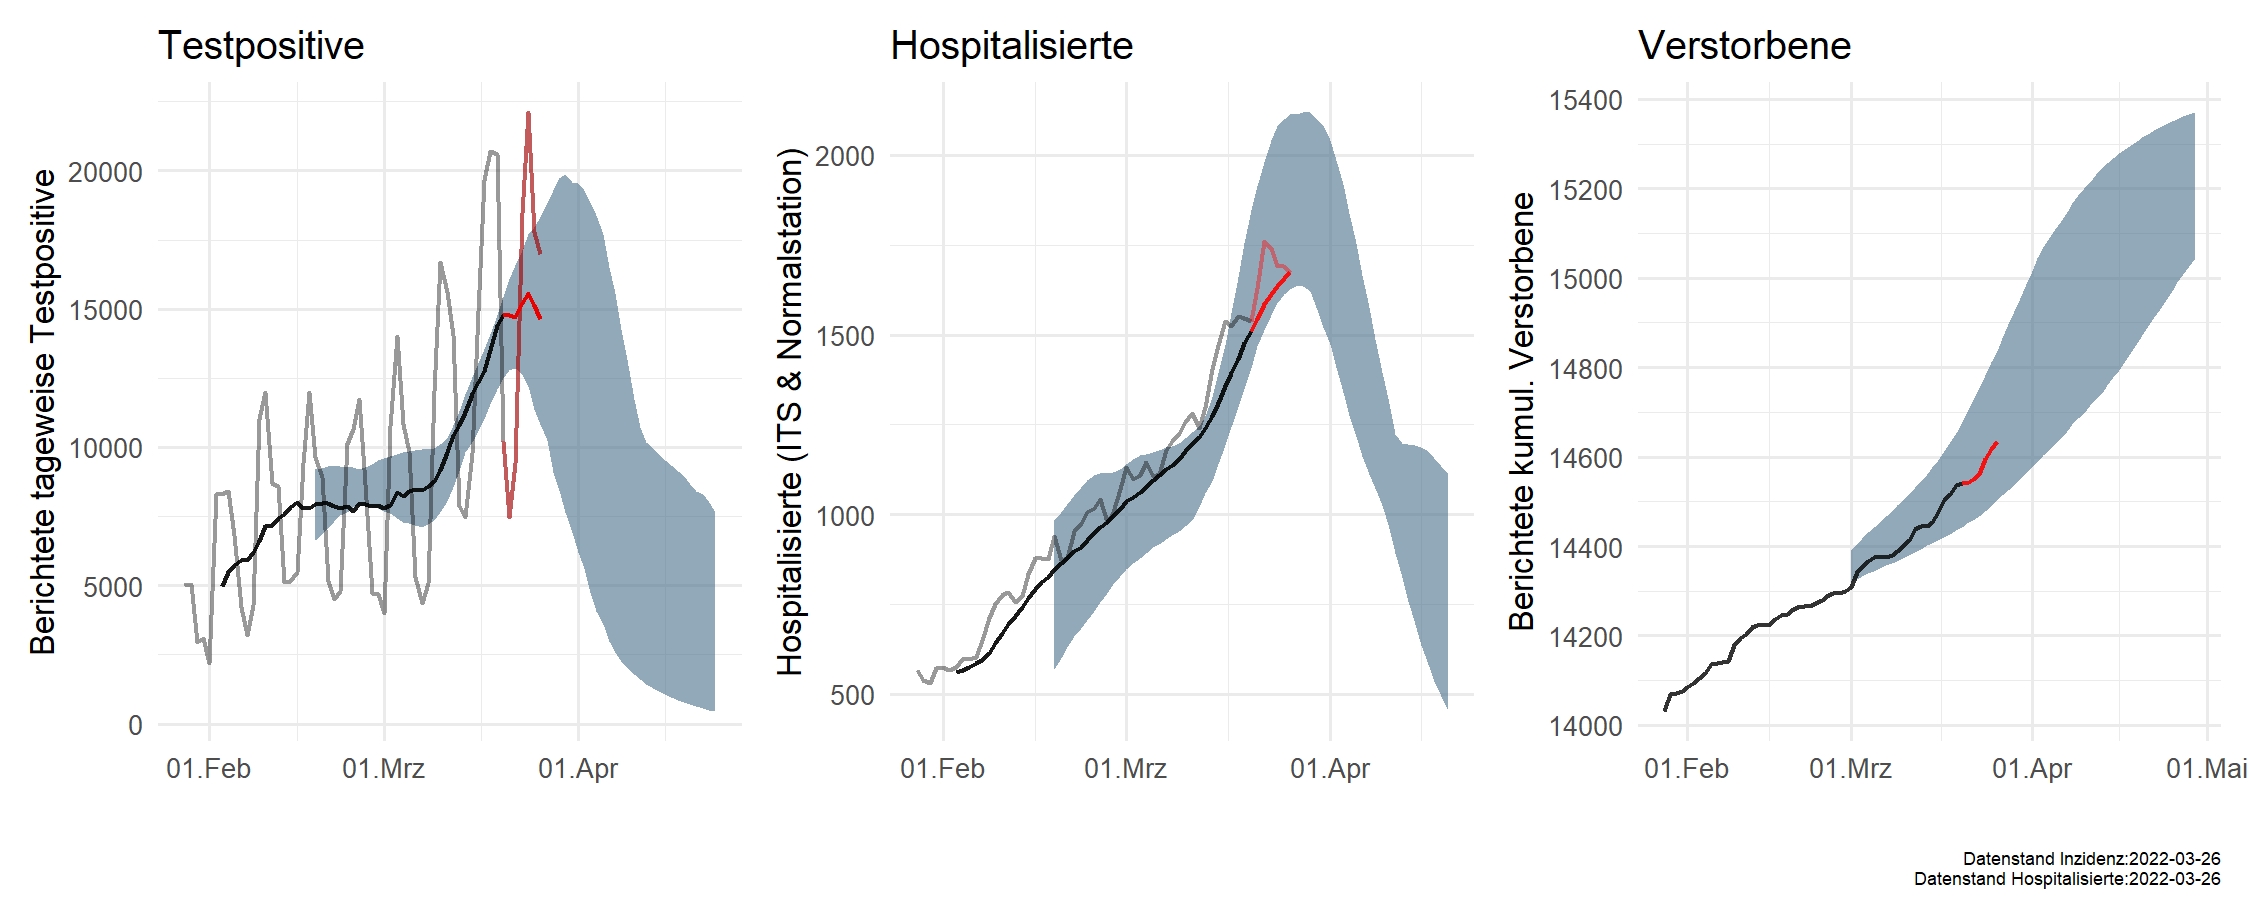 Testpositive
Hospitalisierte
Verstorbene
Berichtete tageweise Testpositive
20000
15000
10000
5000
0
01.Feb
01.Mrz
01.Apr
Hospitalisierte (ITS & Normalstation)
2000
1500
1000
500
01.Feb
01.Mrz
01.Apr
Berichtete kumul. Verstorbene
15400
15200
15000
14800
14600
14400
14200
14000
01.Feb
01.Mrz
01.Apr
01.Mai
Datenstand Inzidenz:2022-03-26
Datenstand Hospitalisierte:2022-03-26